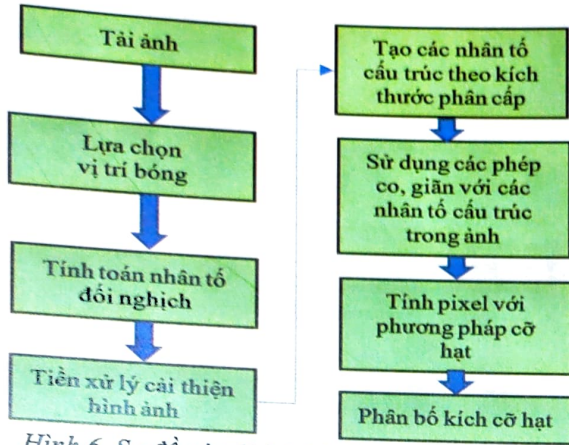 Tải ảnh
Lựa chọn
vị trí bóng
Tính toán nhân tố
đối nghịch
Tiền xử lý cải thiện
hình ảnh
Tạo các nhân tố
cấu trúc theo kích
thước phân cấp
Sử dụng các phép
co, giãn với các
nhân tố cấu trúc
trong ảnh
Tính pixel với
phương pháp cỡ
hạt
Phân bố kích cỡ hạt
Hình 6. Sơ đồ